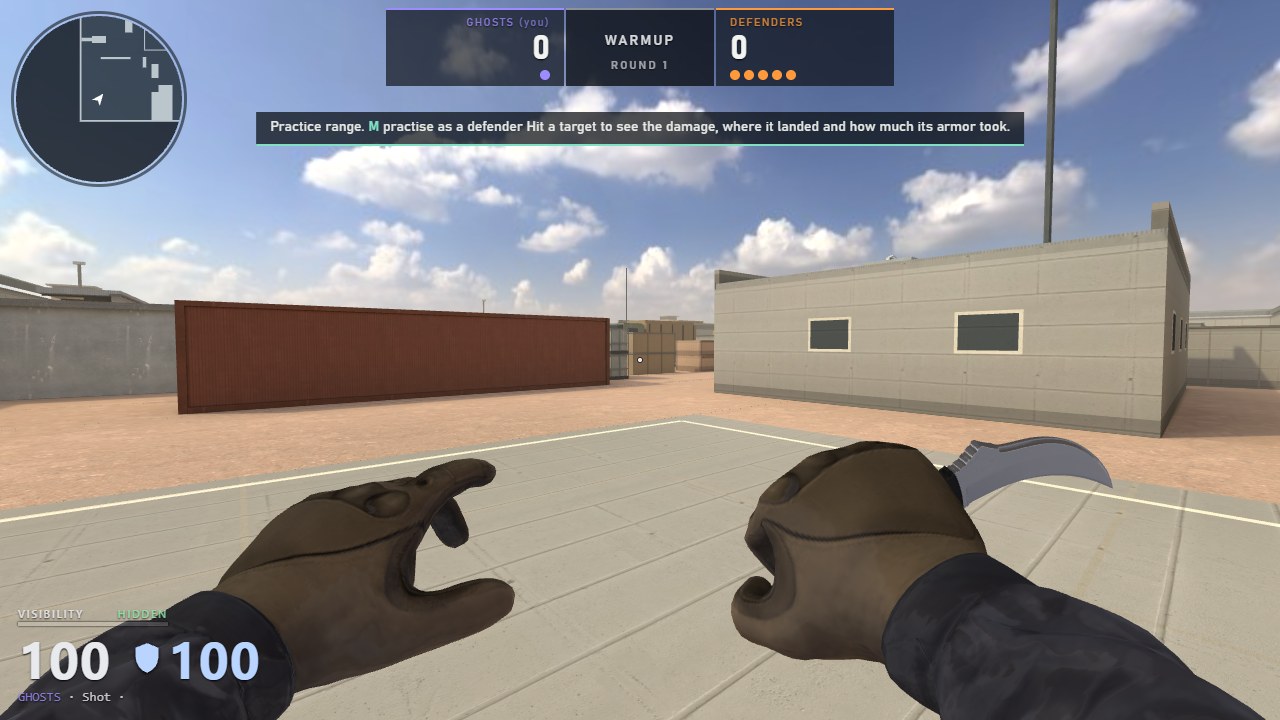 GHOSTS (you)
0
WARMUP
ROUND 1
DEFENDERS
0
Practice range. M practise as a defender Hit a target to see the damage, where it landed and how much its armor took.
VISIBILITY HIDDEN
100 100
GHOSTS · Shot ·